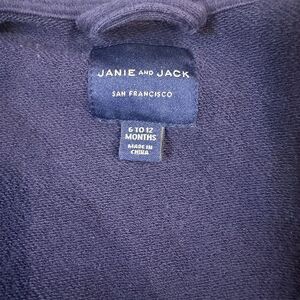 JANIE AND JACK
SAN FRANCISCO
6 TO 12
MONTHS
MADE IN
CHINA